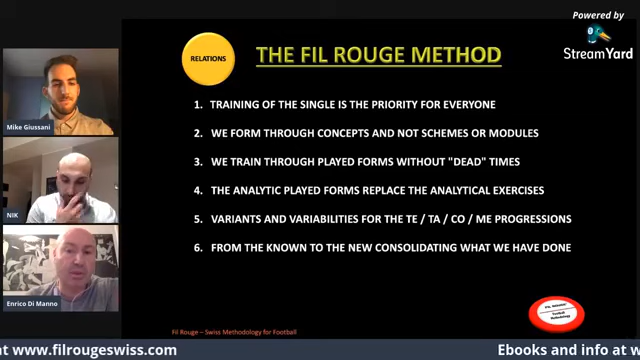 Powered by
StreamYard
RELATIONS
THE FIL ROUGE METHOD
1. TRAINING OF THE SINGLE IS THE PRIORITY FOR EVERYONE
2. WE FORM THROUGH CONCEPTS AND NOT SCHEMES OR MODULES
3. WE TRAIN THROUGH PLAYED FORMS WITHOUT "DEAD" TIMES
4. THE ANALYTIC PLAYED FORMS REPLACE THE ANALYTICAL EXERCISES
5. VARIANTS AND VARIABILITIES FOR THE TE / TA / CO / ME PROGRESSIONS
6. FROM THE KNOWN TO THE NEW CONSOLIDATING WHAT WE HAVE DONE
Mike Giussani
NIK
Enrico Di Manno
Fil Rouge – Swiss Methodology for Football
at www.filrougeswiss.com
Ebooks and info at w